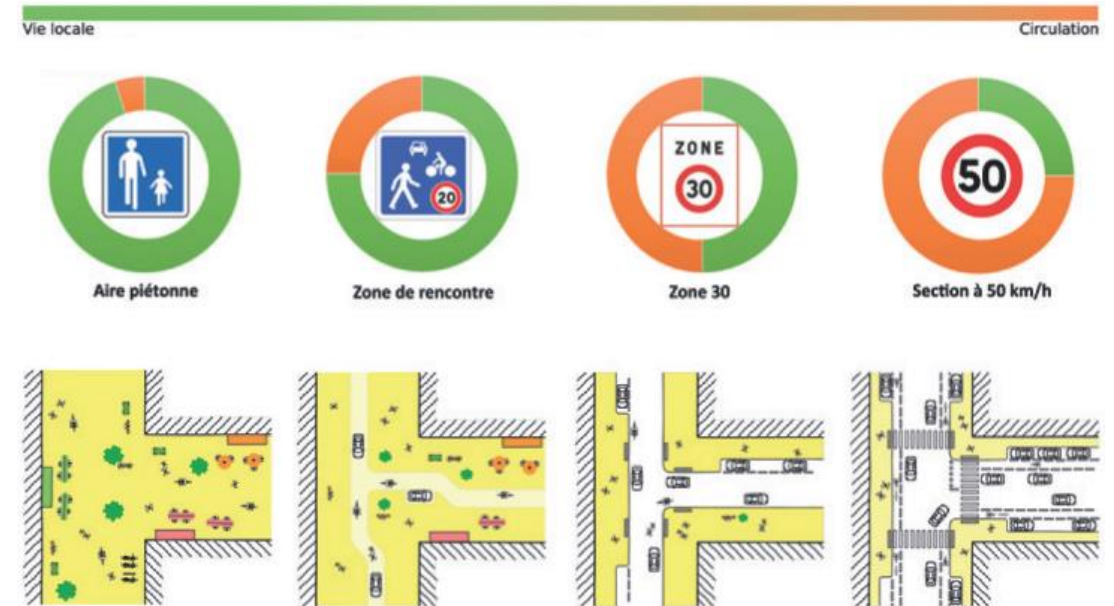 Vie locale
Circulation
20
ZONE
30
50
Aire piétonne
Zone de rencontre
Zone 30
Section à 50 km/h